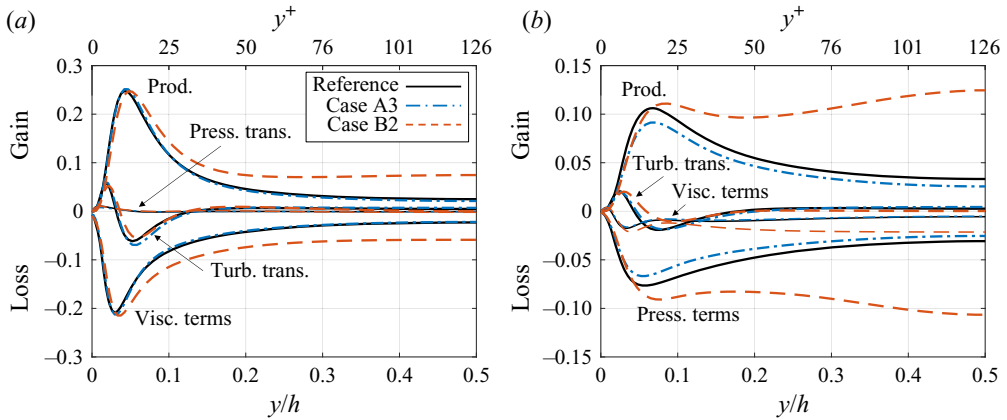 (a)
y+
0 25 50 76 101 126
0.3
0.2
0.1
0
–0.1
–0.2
–0.3
Gain
Loss
Prod.
Press. trans.
Turb. trans.
Visc. terms
Reference
Case A3
Case B2
0 0.1 0.2 0.3 0.4 0.5
y/h
(b)
y+
0 25 50 76 101 126
0.15
0.10
0.05
0
–0.05
–0.10
–0.15
Gain
Loss
Prod.
Turb. trans.
Visc. terms
Press. terms
0 0.1 0.2 0.3 0.4 0.5
y/h